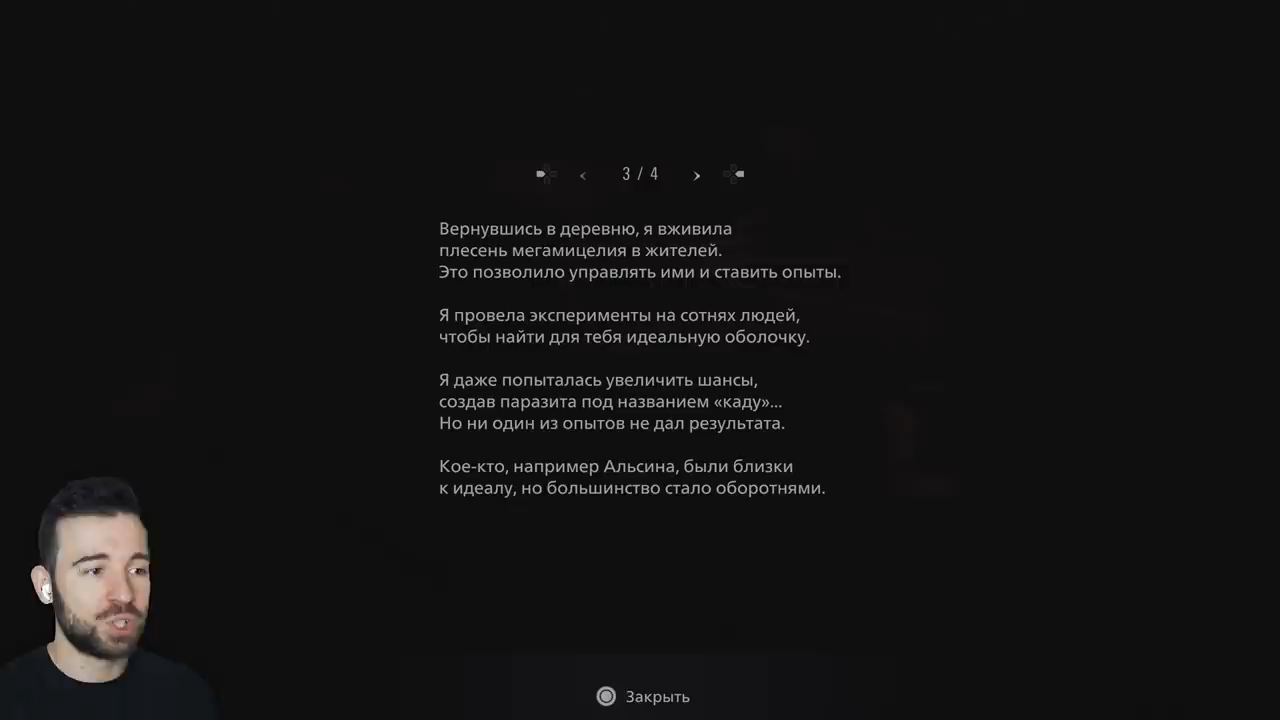 3 / 4
Вернувшись в деревню, я вживила
плесень мегамицелия в жителей.
Это позволило управлять ими и ставить опыты.
Я провела эксперименты на сотнях людей,
чтобы найти для тебя идеальную оболочку.
Я даже попыталась увеличить шансы,
создав паразита под названием «каду»...
Но ни один из опытов не дал результата.
Кое-кто, например Альсина, были близки
к идеалу, но большинство стало оборотнями.
Закрыть